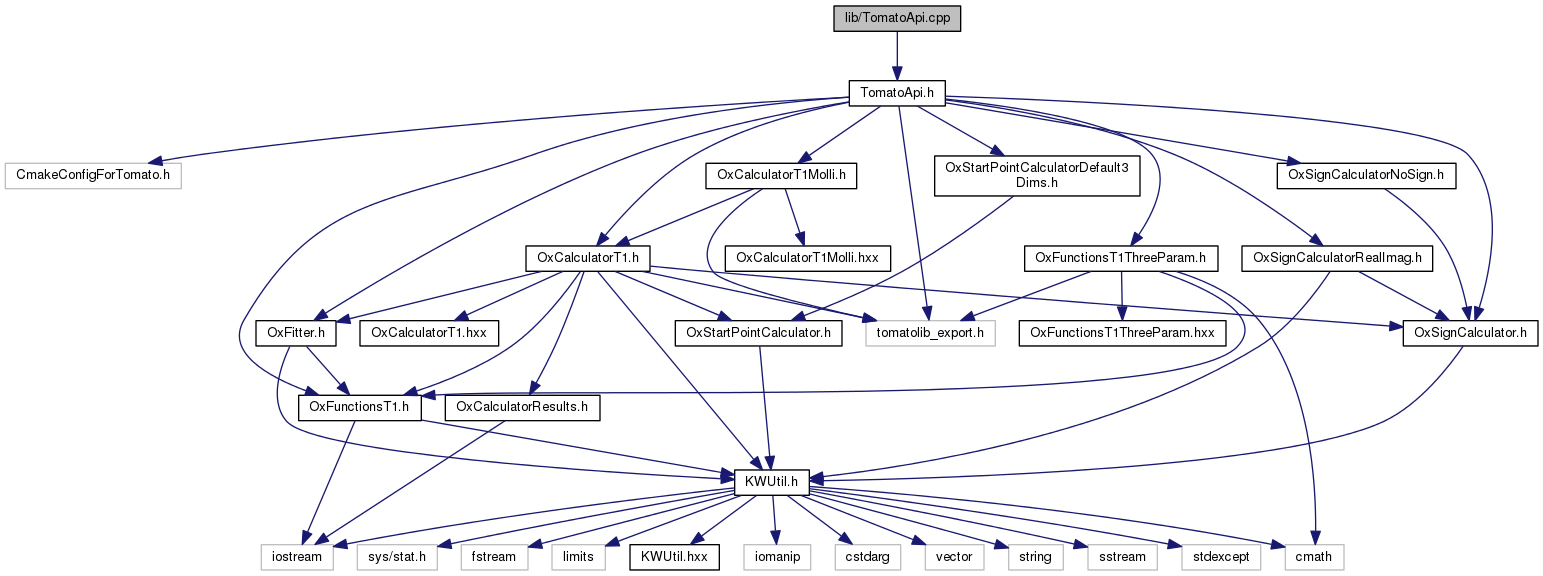 lib/TomatoApi.cpp
TomatoApi.h
CmakeConfigForTomato.h
OxCalculatorT1Molli.h
OxStartPointCalculatorDefault3
Dims.h
OxSignCalculatorNoSign.h
OxCalculatorT1.h
OxCalculatorT1Molli.hxx
OxFunctionsT1ThreeParam.h
OxSignCalculatorRealImag.h
OxFitter.h
OxCalculatorT1.hxx
OxStartPointCalculator.h
tomatolib_export.h
OxFunctionsT1ThreeParam.hxx
OxSignCalculator.h
OxFunctionsT1.h
OxCalculatorResults.h
KWUtil.h
iostream
sys/stat.h
fstream
limits
KWUtil.hxx
iomanip
cstdarg
vector
string
sstream
stdexcept
cmath